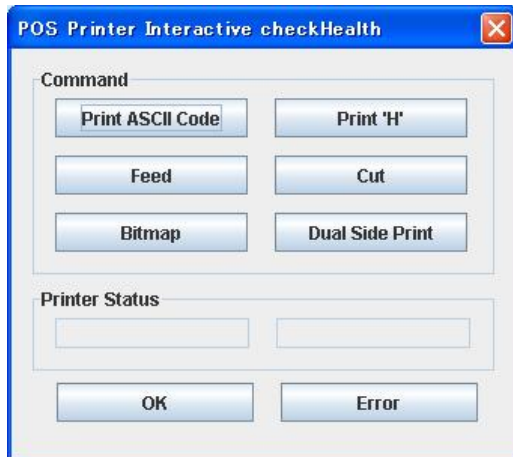 POS Printer Interactive checkHealth
Command
Print ASCII Code
Print 'H'
Feed
Cut
Bitmap
Dual Side Print
Printer Status
OK
Error